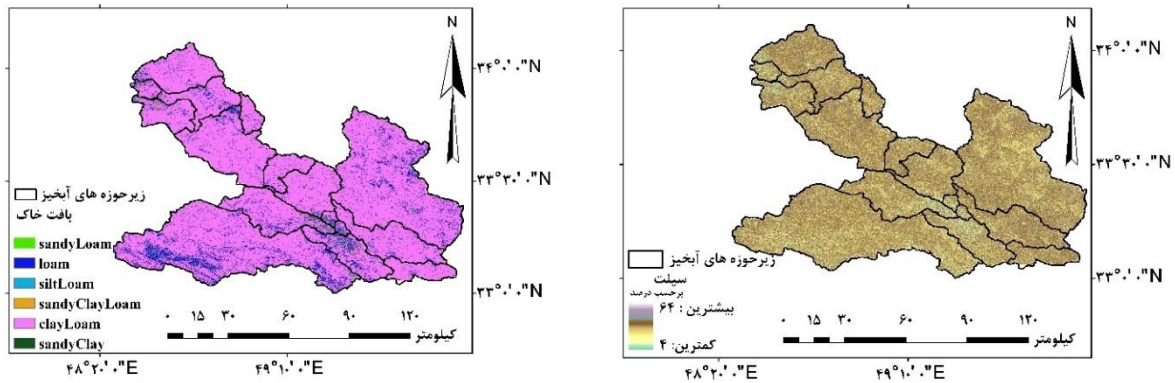 N
۳۴°۰'۰"N
۳۳°۳۰'۰"N
۳۳°۰'۰"N
زیرحوزه های آبخیز
بافت خاک
sandyLoam
loam
siltLoam
sandyClayLoam
clayLoam
sandyClay
۰ ۱۵ ۳۰ ۶۰ ۹۰ ۱۲۰
کیلومتر
۴۸°۲۰'۰"E
۴۹°۱۰'۰"E
N
۳۴°۰'۰"N
۳۳°۳۰'۰"N
۳۳°۰'۰"N
زیرحوزه های آبخیز
سیلت
برحسب درصد
بیشترین : ۶۴
کمترین: ۴
۰ ۱۵ ۳۰ ۶۰ ۹۰ ۱۲۰
کیلومتر
۴۸°۲۰'۰"E
۴۹°۱۰'۰"E